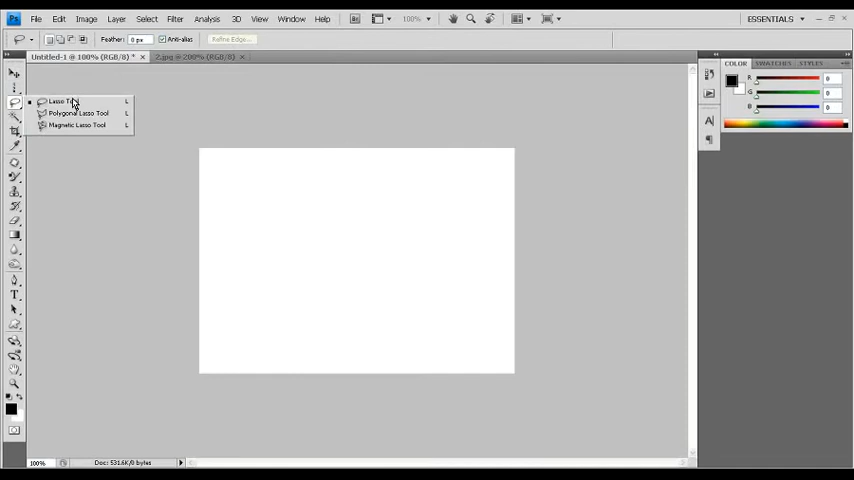 Ps File Edit Image Layer Select Filter Analysis 3D View Window Help Br 100% ESSENTIALS
Feather: 0 px Anti-alias Refine Edge...
Untitled-1 @ 100% (RGB/8) * × 2.jpg @ 200% (RGB/8) ×
COLOR SWATCHES STYLES
R 0
G 0
B 0
Lasso Tool L
Polygonal Lasso Tool L
Magnetic Lasso Tool L
A
T
100% Doc: 531.6K/0 bytes